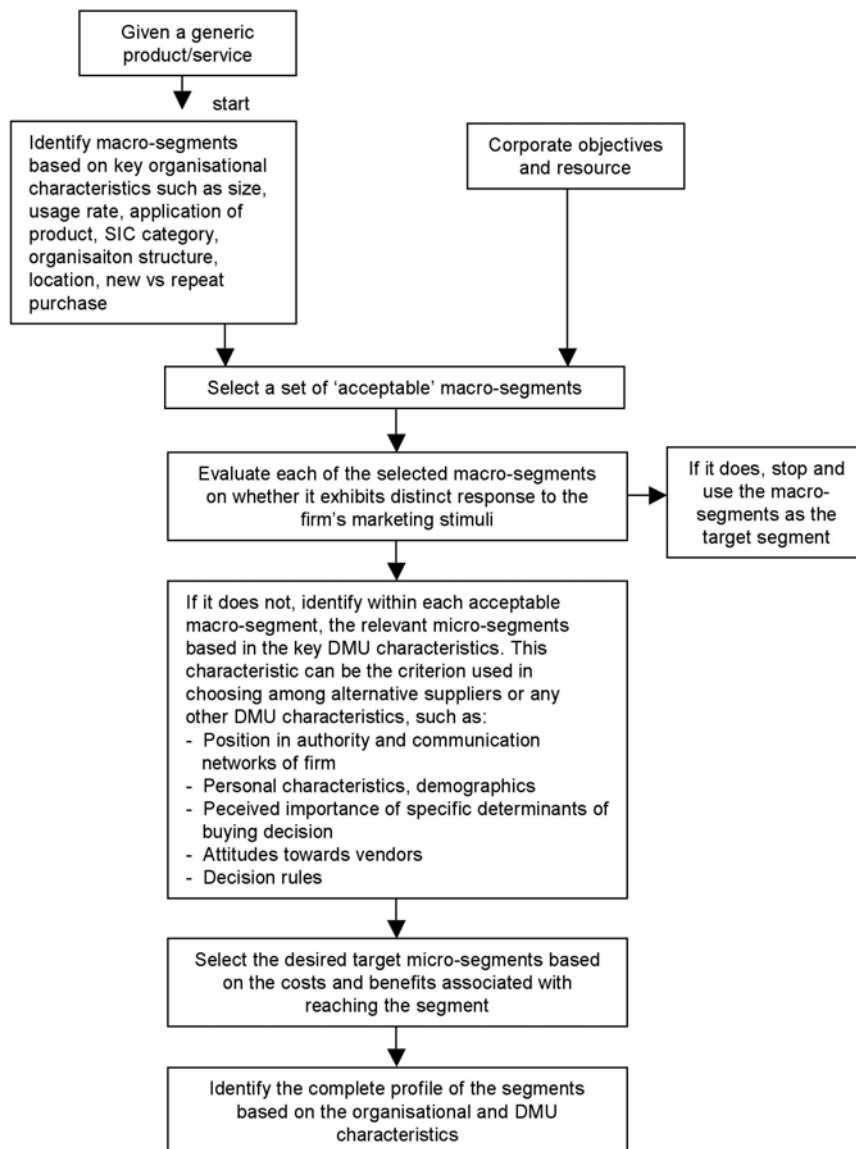 Given a generic
product/service
start
Identify macro-segments
based on key organisational
characteristics such as size,
usage rate, application of
product, SIC category,
organisaiton structure,
location, new vs repeat
purchase
Corporate objectives
and resource
Select a set of ‘acceptable’ macro-segments
Evaluate each of the selected macro-segments
on whether it exhibits distinct response to the
firm’s marketing stimuli
If it does, stop and
use the macro-
segments as the
target segment
If it does not, identify within each acceptable
macro-segment, the relevant micro-segments
based in the key DMU characteristics. This
characteristic can be the criterion used in
choosing among alternative suppliers or any
other DMU characteristics, such as:
- Position in authority and communication
networks of firm
- Personal characteristics, demographics
- Peceived importance of specific determinants of
buying decision
- Attitudes towards vendors
- Decision rules
Select the desired target micro-segments based
on the costs and benefits associated with
reaching the segment
Identify the complete profile of the segments
based on the organisational and DMU
characteristics